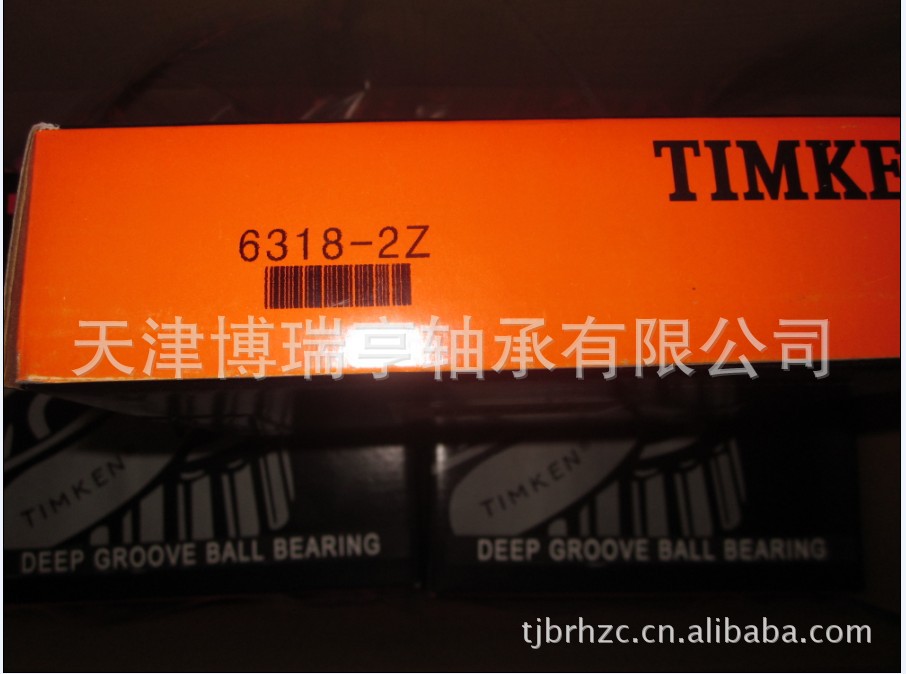 TIMKE
6318-2Z
天津博瑞亨轴承有限公司
TIMKEN
TIMKEN
DEEP GROOVE BALL BEARING
DEEP GROOVE BALL BEARING
tjbrhzc.cn.alibaba.com